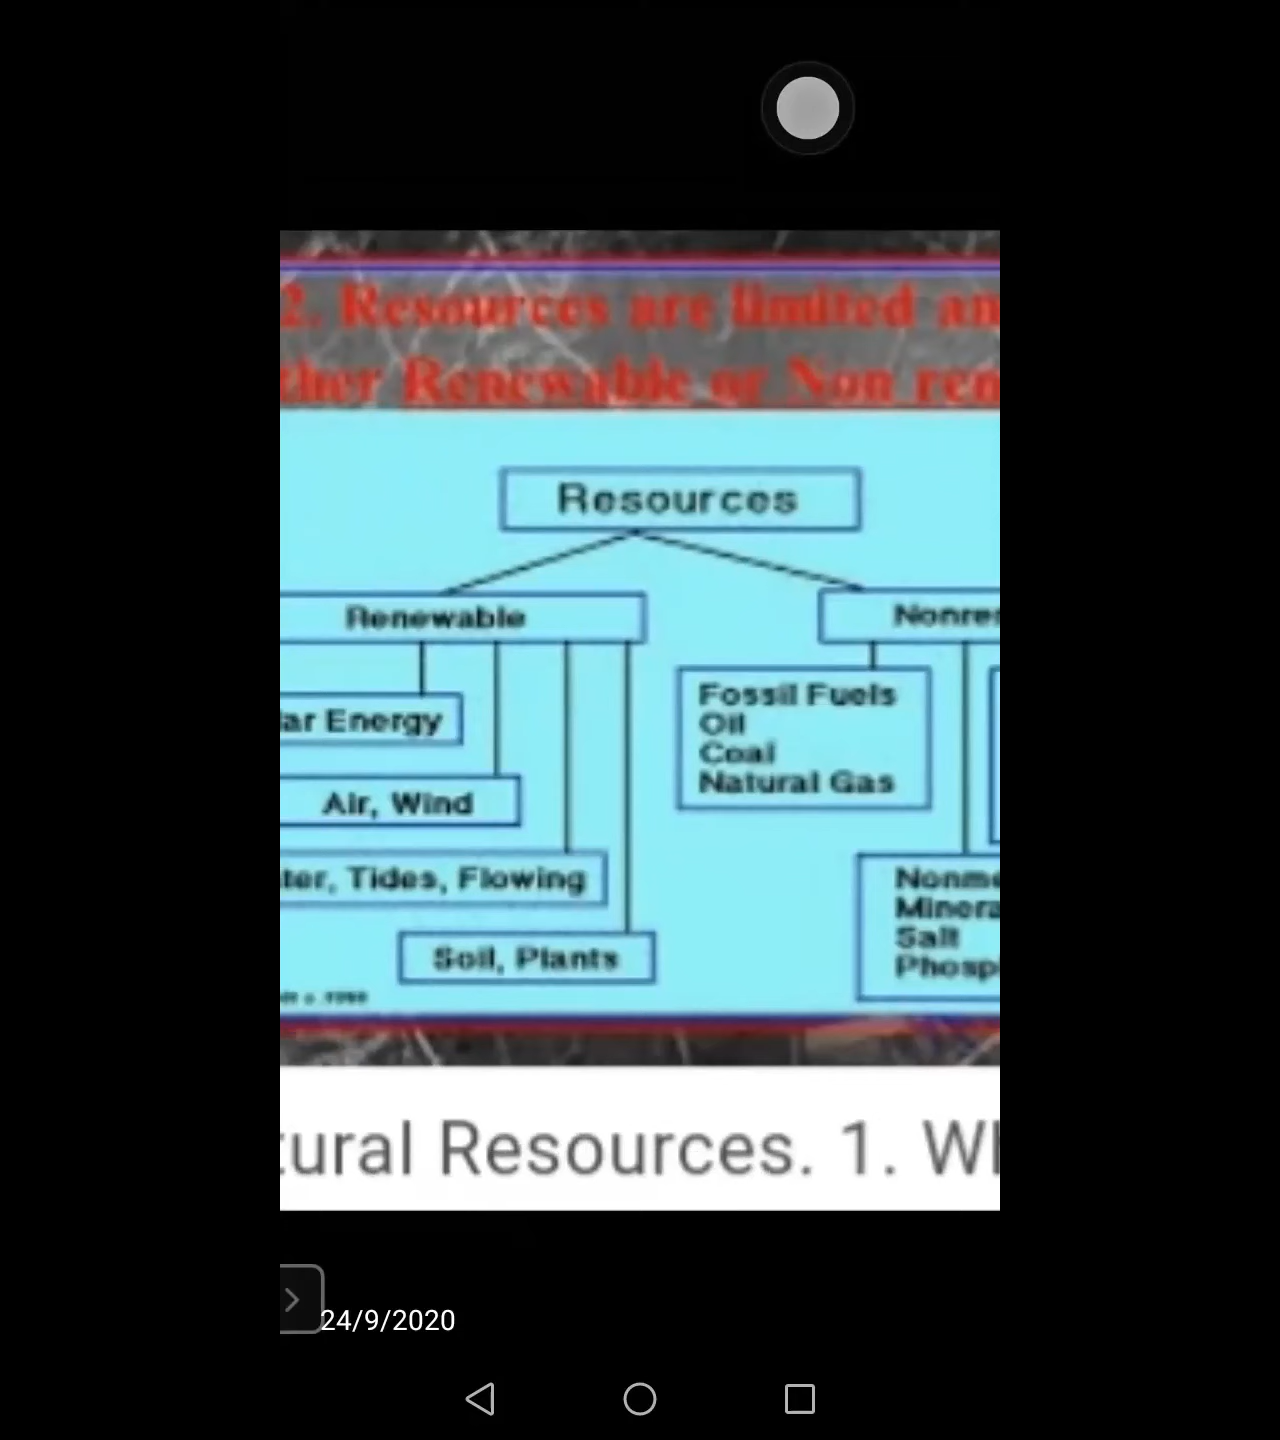 2. Resources are limited an
ther Renewable or Non ren
Resources
Renewable
Nonre
ar Energy
Air, Wind
ter, Tides, Flowing
Soil, Plants
Fossil Fuels
Oil
Coal
Natural Gas
Nonme
Minera
Salt
Phosp
tural Resources. 1. W
24/9/2020